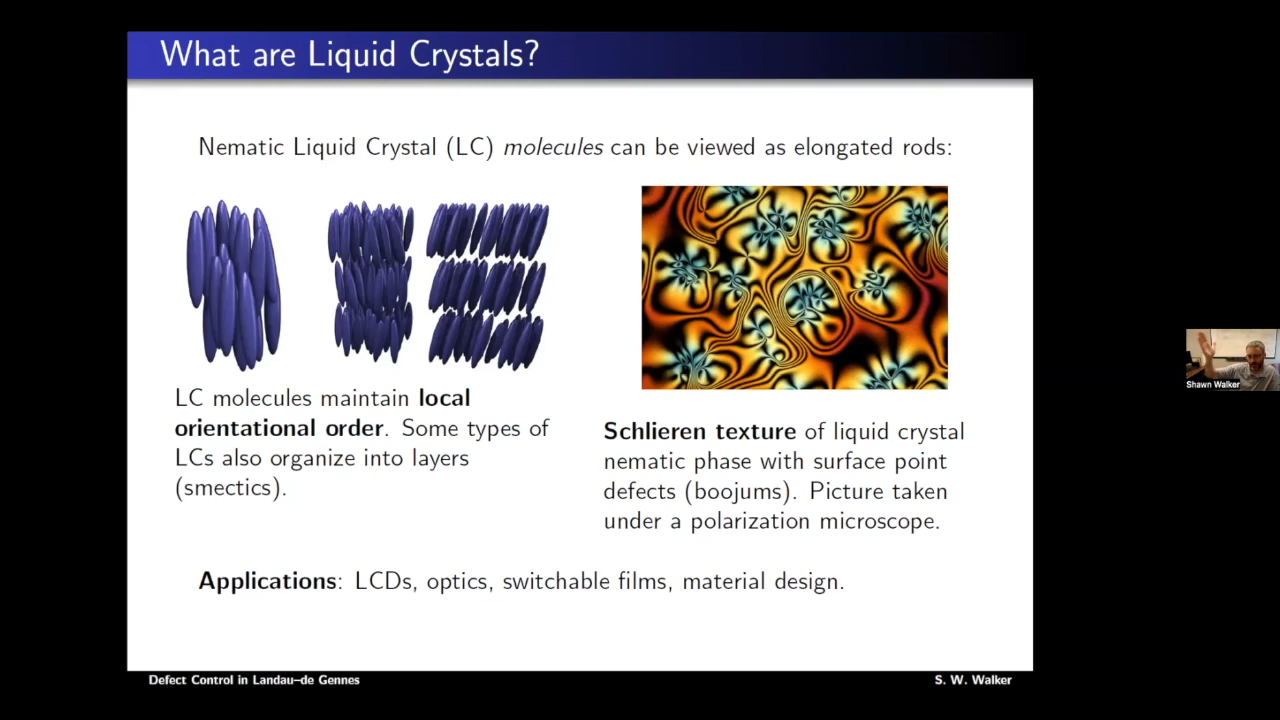 What are Liquid Crystals?
Nematic Liquid Crystal (LC) molecules can be viewed as elongated rods:
LC molecules maintain local
orientational order. Some types of
LCs also organize into layers
(smectics).
Schlieren texture of liquid crystal
nematic phase with surface point
defects (boojums). Picture taken
under a polarization microscope.
Applications: LCDs, optics, switchable films, material design.
Defect Control in Landau–de Gennes
S. W. Walker
Shawn Walker